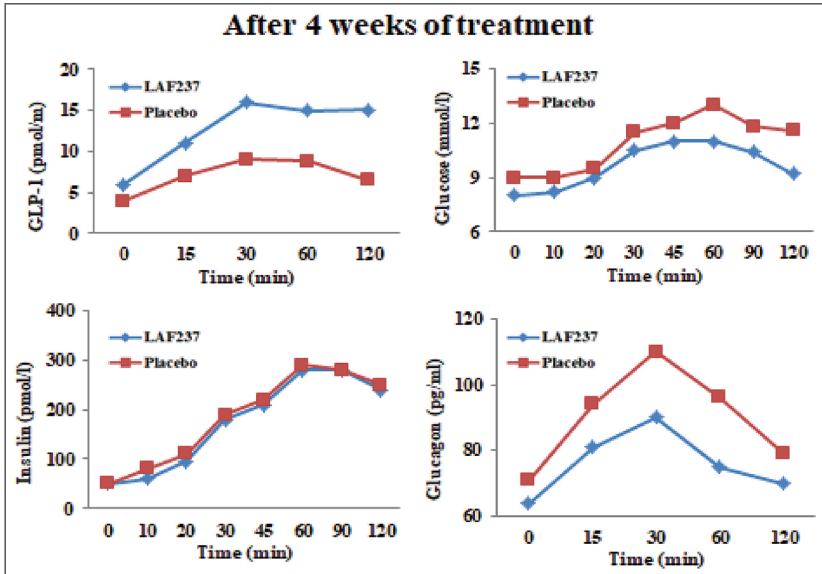 After 4 weeks of treatment
20
15
10
5
0
GLP-1 (pmol/m)
LAF237
Placebo
0 15 30 60 120
Time (min)
15
12
9
6
Glucose (mmol/l)
LAF237
Placebo
0 10 20 30 45 60 90 120
Time (min)
400
300
200
100
0
Insulin (pmol/l)
LAF237
Placebo
0 10 20 30 45 60 90 120
Time (min)
120
100
80
60
Glucagon (pg/ml)
LAF237
Placebo
0 15 30 60 120
Time (min)